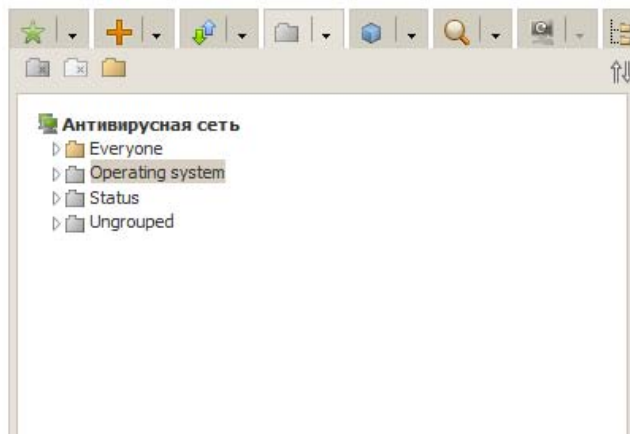 Антивирусная сеть
Everyone
Operating system
Status
Ungrouped